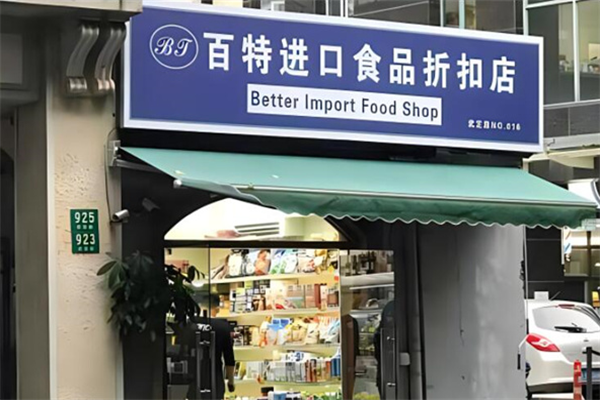 BT
百特进口食品折扣店
Better Import Food Shop
武定路NO.016
925
923